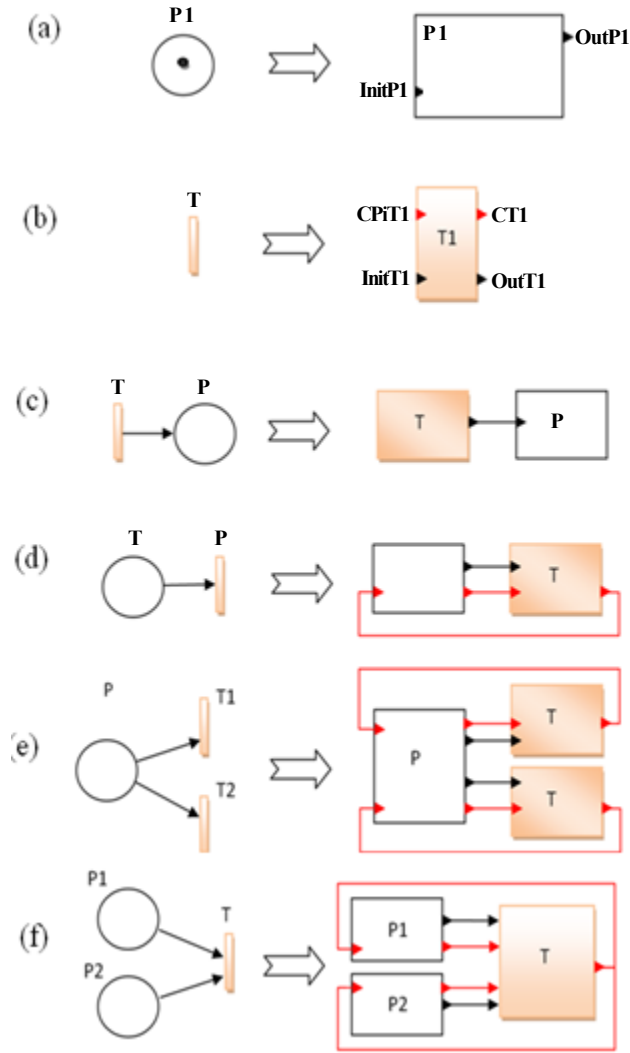 (a)
P1
P1
OutP1
InitP1
(b)
T
CPiT1
CT1
T1
InitT1
OutT1
(c)
T
P
T
P
(d)
T
P
T
(e)
P
T1
T2
P
T
T
(f)
P1
P2
T
P1
P2
T